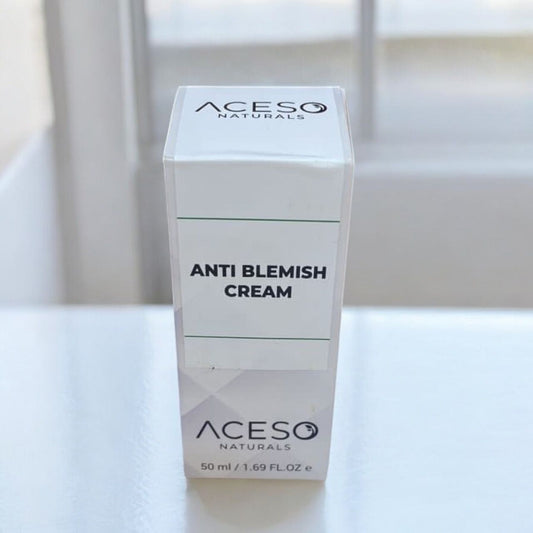 ACESO
NATURALS
ANTI BLEMISH
CREAM
ACESO
NATURALS
50 ml / 1.69 FL.OZ e